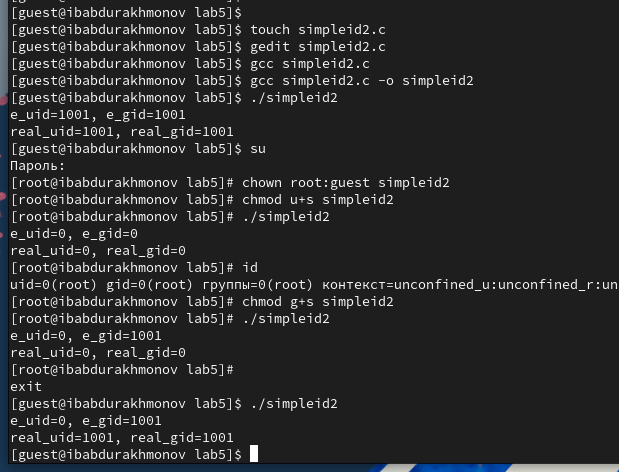 [guest@ibabdurakhmonov lab5]$
[guest@ibabdurakhmonov lab5]$ touch simpleid2.c
[guest@ibabdurakhmonov lab5]$ gedit simpleid2.c
[guest@ibabdurakhmonov lab5]$ gcc simpleid2.c
[guest@ibabdurakhmonov lab5]$ gcc simpleid2.c -o simpleid2
[guest@ibabdurakhmonov lab5]$ ./simpleid2
e_uid=1001, e_gid=1001
real_uid=1001, real_gid=1001
[guest@ibabdurakhmonov lab5]$ su
Пароль:
[root@ibabdurakhmonov lab5]# chown root:guest simpleid2
[root@ibabdurakhmonov lab5]# chmod u+s simpleid2
[root@ibabdurakhmonov lab5]# ./simpleid2
e_uid=0, e_gid=0
real_uid=0, real_gid=0
[root@ibabdurakhmonov lab5]# id
uid=0(root) gid=0(root) группы=0(root) контекст=unconfined_u:unconfined_r:un
[root@ibabdurakhmonov lab5]# chmod g+s simpleid2
[root@ibabdurakhmonov lab5]# ./simpleid2
e_uid=0, e_gid=1001
real_uid=0, real_gid=0
[root@ibabdurakhmonov lab5]#
exit
[guest@ibabdurakhmonov lab5]$ ./simpleid2
e_uid=0, e_gid=1001
real_uid=1001, real_gid=1001
[guest@ibabdurakhmonov lab5]$